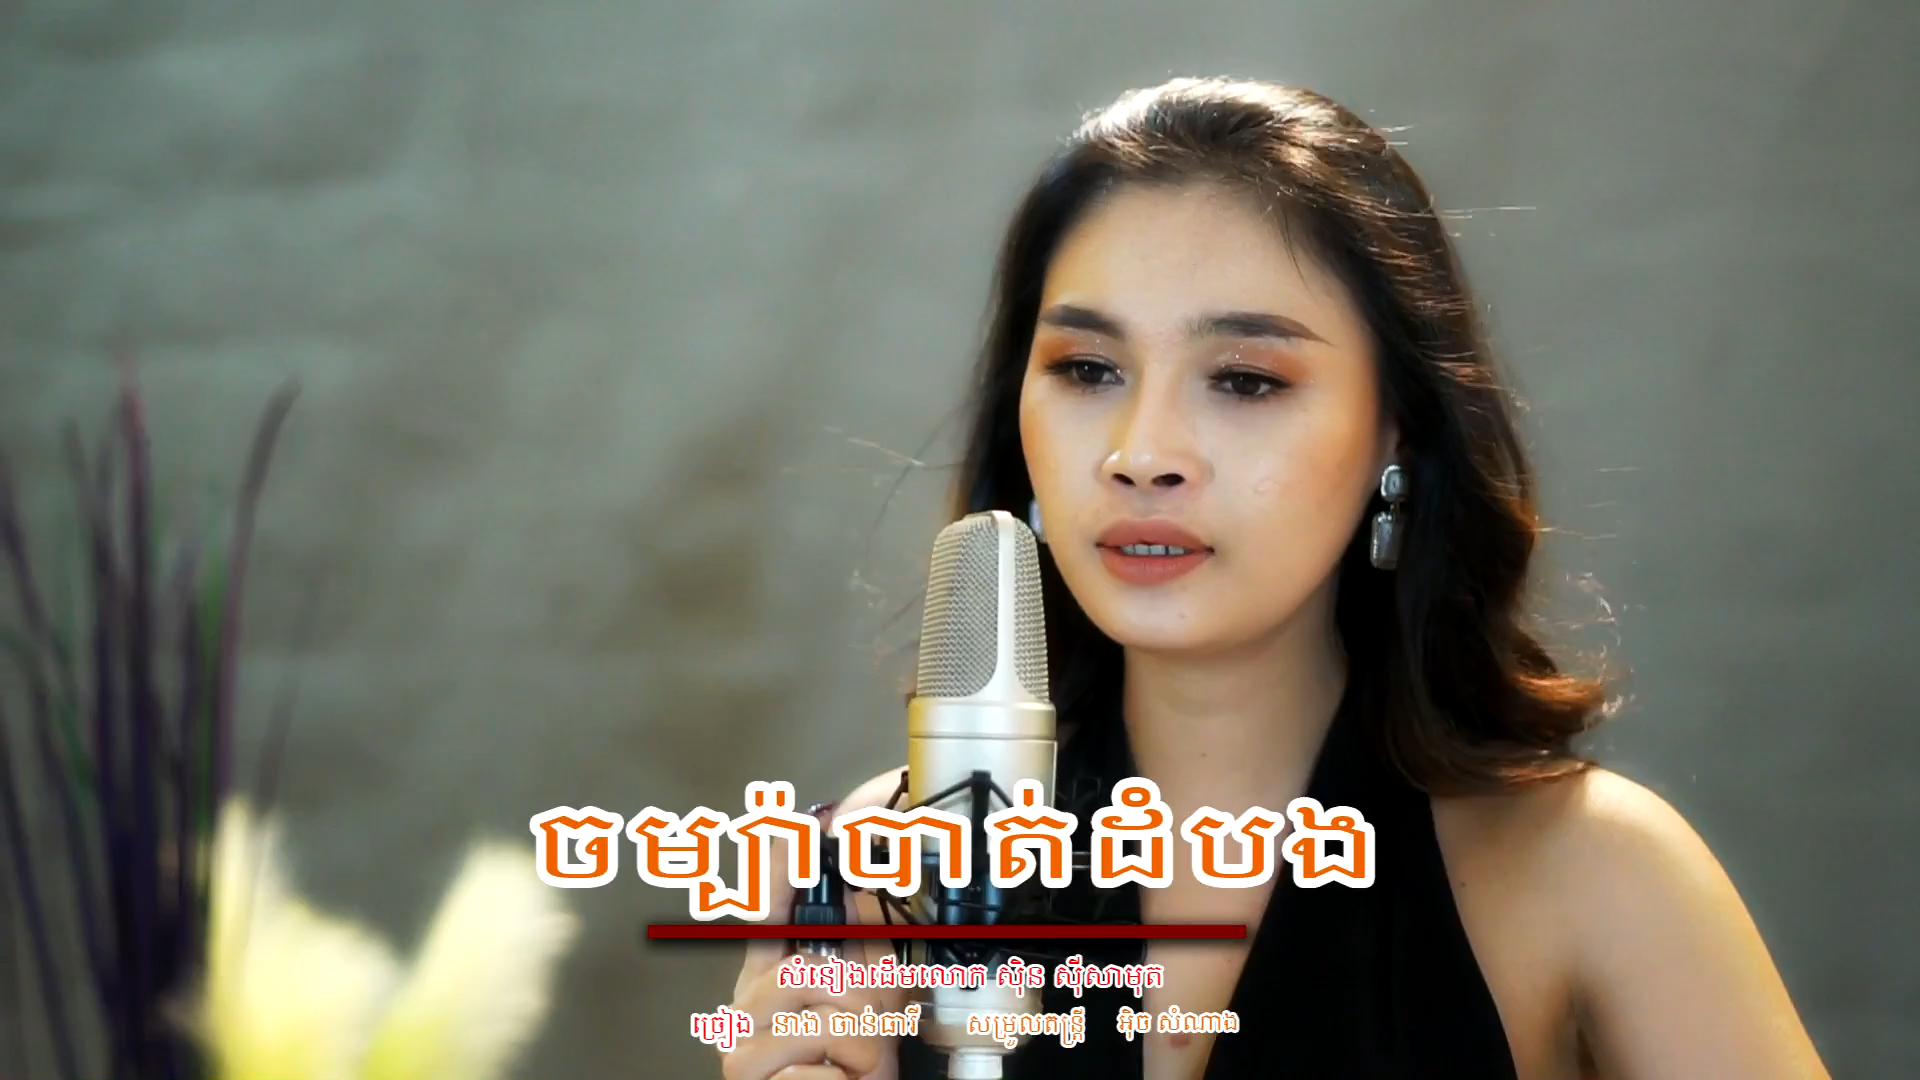 ចម្ប៉ាបាត់ដំបង
សំនៀងដើមលោក ស៊ិន ស៊ីសាមុត
ច្រៀង នាង ចាន់ធារី សម្រួលតន្ត្រី អ៊ិច សំណាង